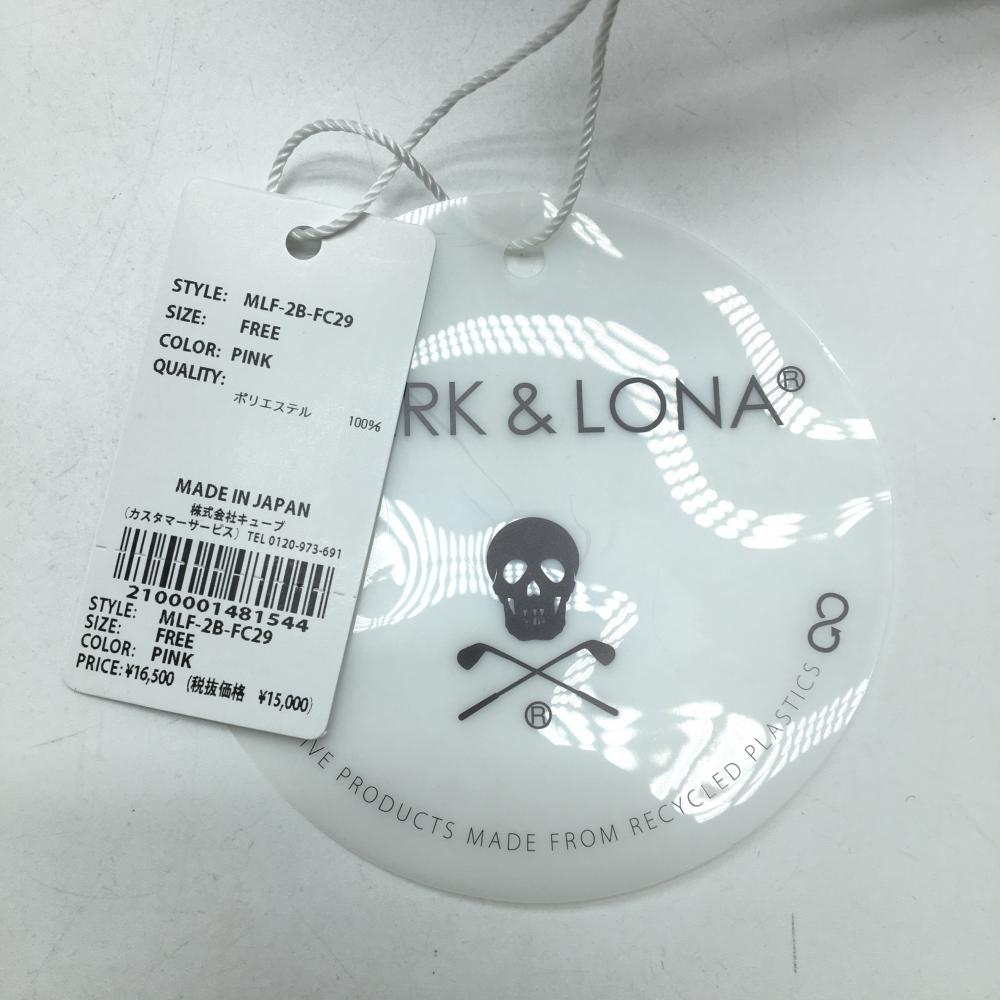 STYLE: MLF-2B-FC29
SIZE: FREE
COLOR: PINK
QUALITY:
ポリエステル 100%
MADE IN JAPAN
株式会社キューブ
(カスタマーサービス) TEL 0120-973-691
2100001481544
STYLE: MLF-2B-FC29
SIZE: FREE
COLOR: PINK
PRICE: ¥16,500 (税抜価格 ¥15,000)
RK & LONA®
®
IVE PRODUCTS MADE FROM RECYCLED PLASTICS